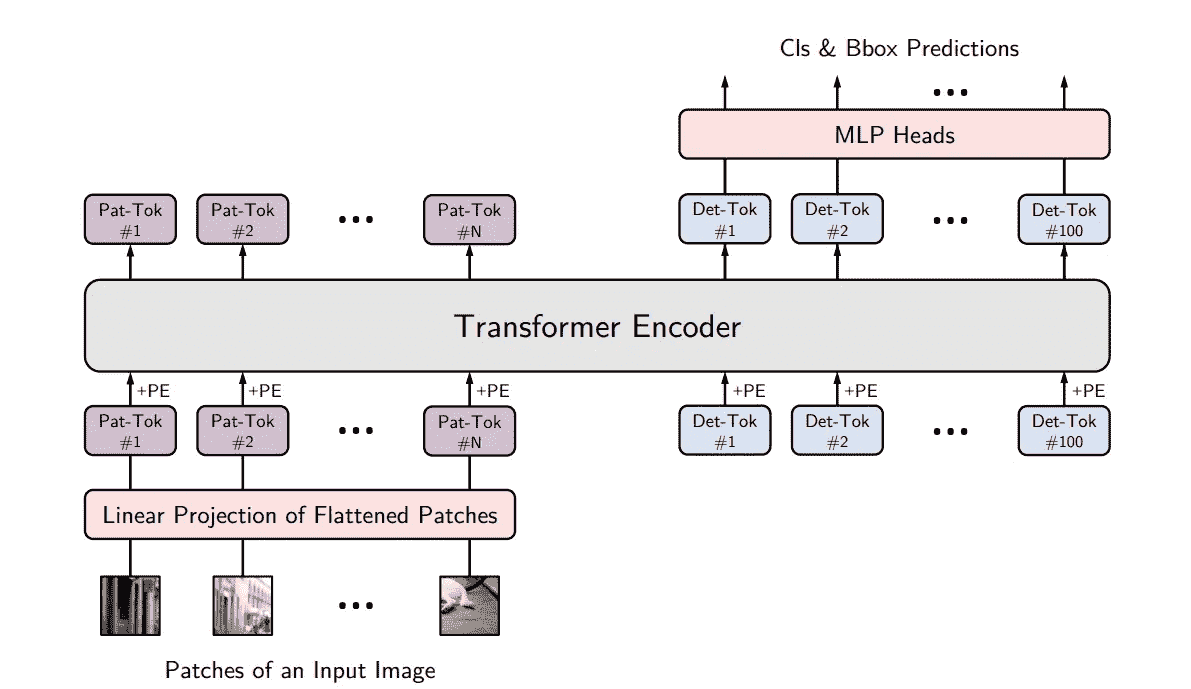 Cls & Bbox Predictions
MLP Heads
Pat-Tok
#1
Pat-Tok
#2
Pat-Tok
#N
Det-Tok
#1
Det-Tok
#2
Det-Tok
#100
Transformer Encoder
+PE
+PE
+PE
+PE
+PE
+PE
Pat-Tok
#1
Pat-Tok
#2
Pat-Tok
#N
Det-Tok
#1
Det-Tok
#2
Det-Tok
#100
Linear Projection of Flattened Patches
Patches of an Input Image